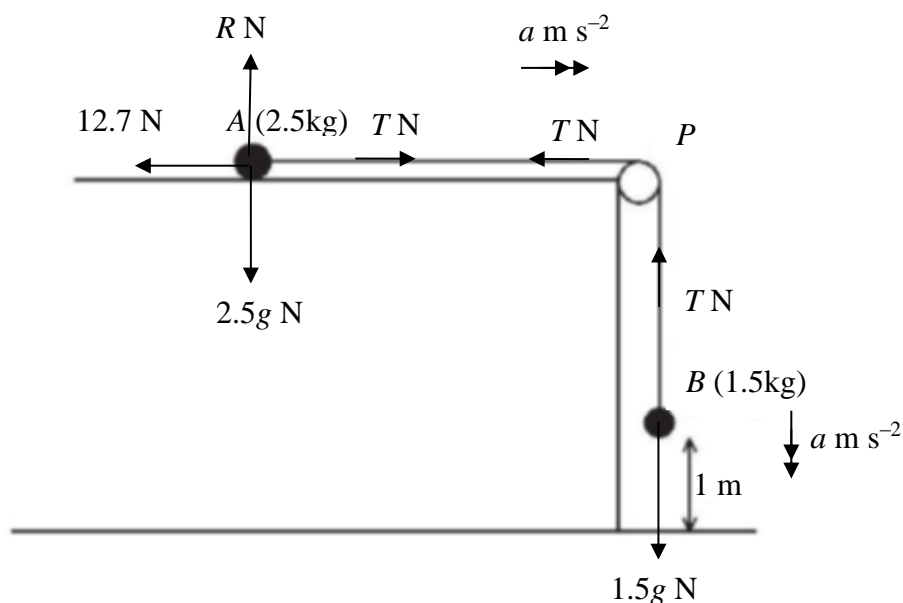 R N
a m s⁻²
12.7 N
A (2.5kg)
T N
T N
P
2.5g N
T N
B (1.5kg)
a m s⁻²
1 m
1.5g N